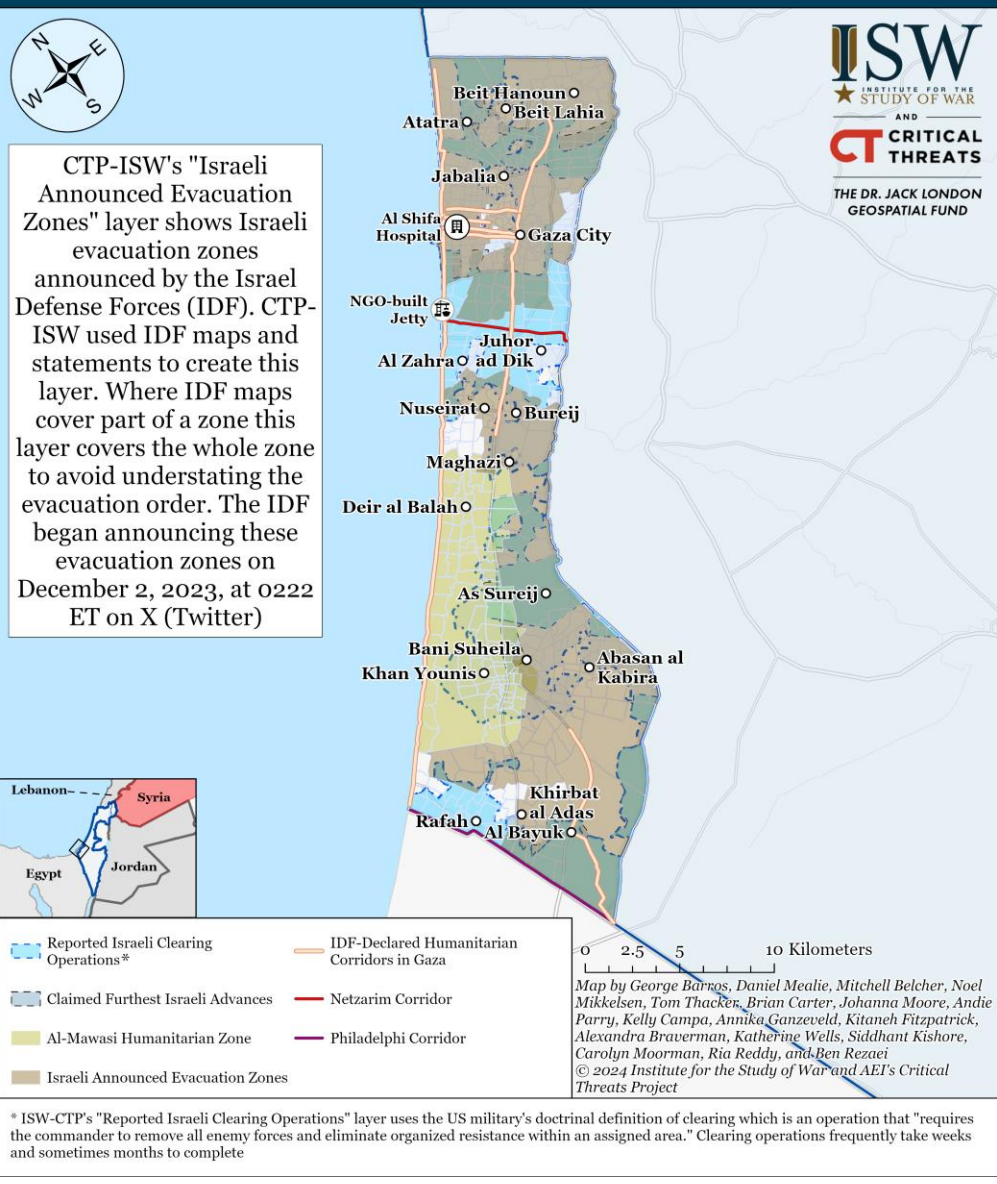 N
E
W
S
ISW
INSTITUTE FOR THE
STUDY OF WAR
AND
CT CRITICAL
THREATS
THE DR. JACK LONDON
GEOSPATIAL FUND
CTP-ISW's "Israeli
Announced Evacuation
Zones" layer shows Israeli
evacuation zones
announced by the Israel
Defense Forces (IDF). CTP-
ISW used IDF maps and
statements to create this
layer. Where IDF maps
cover part of a zone this
layer covers the whole zone
to avoid understating the
evacuation order. The IDF
began announcing these
evacuation zones on
December 2, 2023, at 0222
ET on X (Twitter)
Beit Hanoun
Beit Lahia
Atatra
Jabalia
Al Shifa
Hospital
Gaza City
NGO-built
Jetty
Juhor
ad Dik
Al Zahra
Nuseirat
Bureij
Maghazi
Deir al Balah
As Sureij
Bani Suheila
Khan Younis
Abasan al
Kabira
Khirbat
al Adas
Rafah
Al Bayuk
Lebanon
Syria
Egypt
Jordan
Reported Israeli Clearing
Operations*
Claimed Furthest Israeli Advances
Al-Mawasi Humanitarian Zone
Israeli Announced Evacuation Zones
IDF-Declared Humanitarian
Corridors in Gaza
Netzarim Corridor
Philadelphi Corridor
0 2.5 5 10 Kilometers
Map by George Barros, Daniel Mealie, Mitchell Belcher, Noel
Mikkelsen, Tom Thacker, Brian Carter, Johanna Moore, Andie
Parry, Kelly Campa, Annika Ganzeveld, Kitaneh Fitzpatrick,
Alexandra Braverman, Katherine Wells, Siddhant Kishore,
Carolyn Moorman, Ria Reddy, and Ben Rezaei
© 2024 Institute for the Study of War and AEI's Critical
Threats Project
* ISW-CTP's "Reported Israeli Clearing Operations" layer uses the US military's doctrinal definition of clearing which is an operation that "requires
the commander to remove all enemy forces and eliminate organized resistance within an assigned area." Clearing operations frequently take weeks
and sometimes months to complete